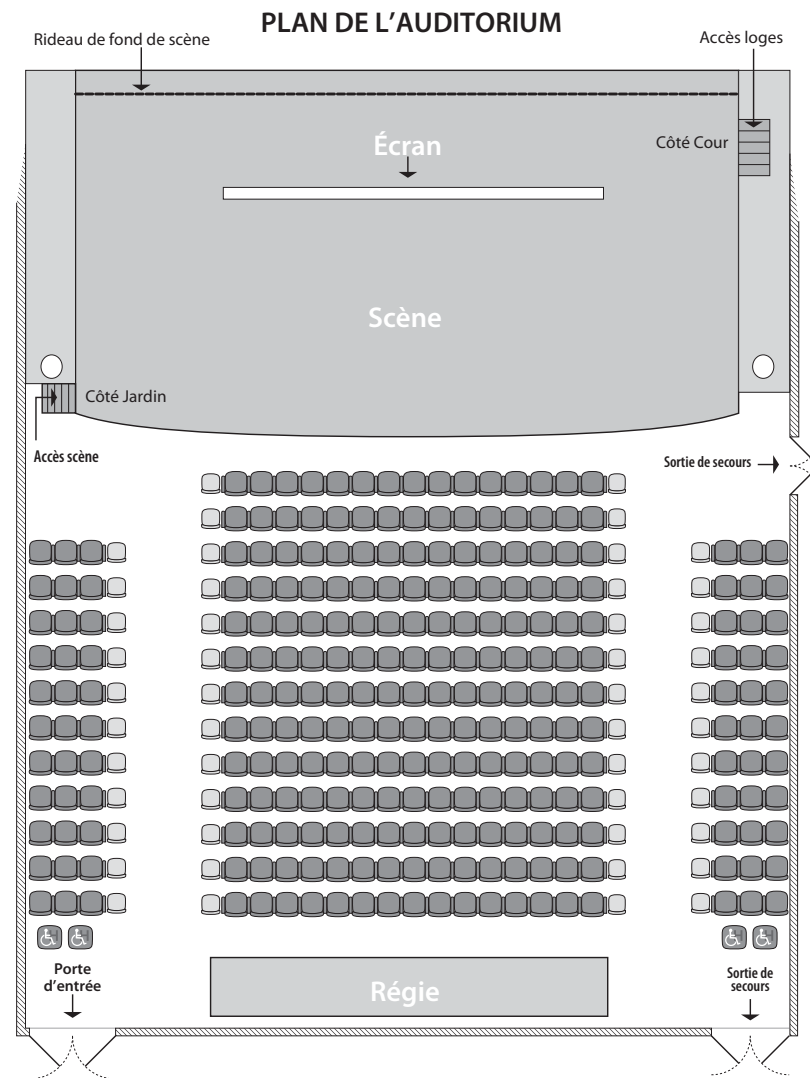 PLAN DE L’AUDITORIUM
Rideau de fond de scène
Accès loges
Écran
Côté Cour
Scène
Côté Jardin
Accès scène
Sortie de secours
Porte
d’entrée
Régie
Sortie de
secours